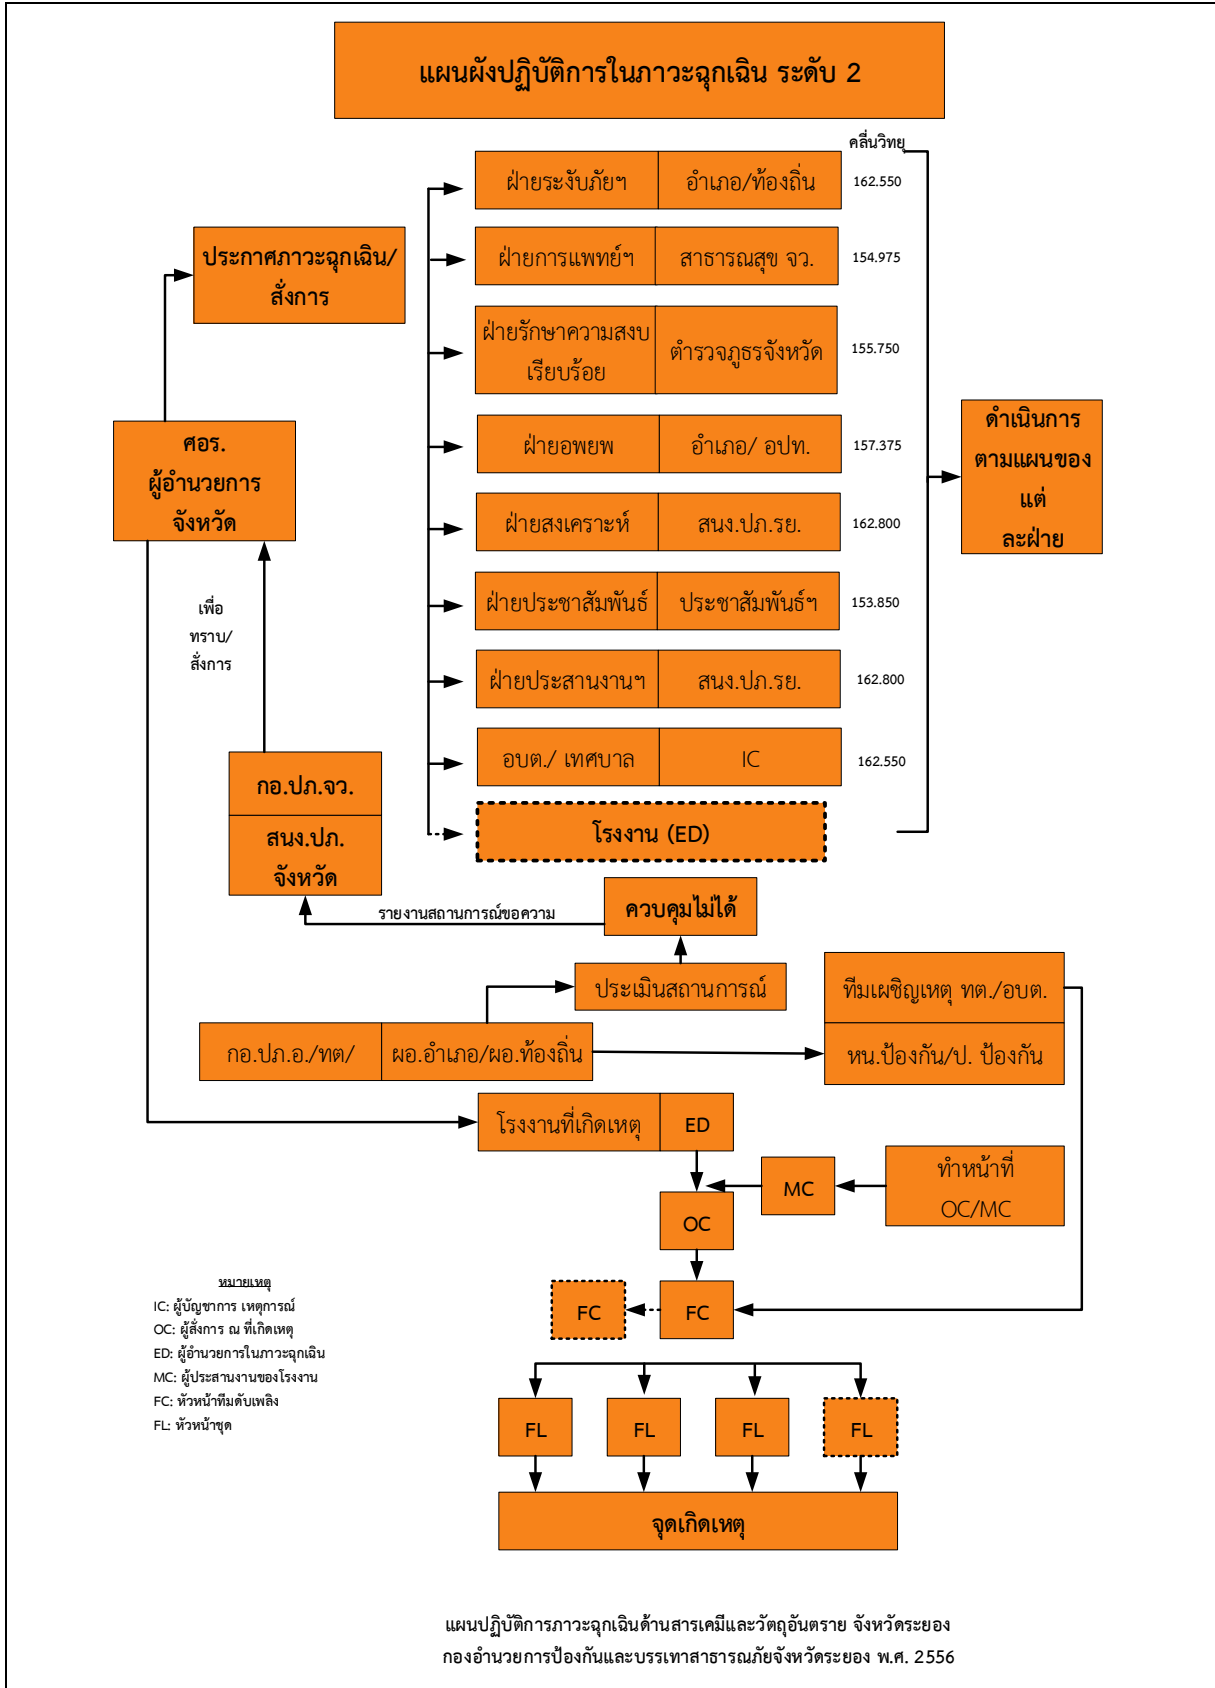 แผนผังปฏิบัติการในภาวะฉุกเฉิน ระดับ 2
คลื่นวิทยุ
ฝ่ายระงับภัยฯ อำเภอ/ท้องถิ่น 162.550
ประกาศภาวะฉุกเฉิน/
สั่งการ
ฝ่ายการแพทย์ฯ สาธารณสุข จว. 154.975
ฝ่ายรักษาความสงบ
เรียบร้อย
ตำรวจภูธรจังหวัด 155.750
ศอร.
ผู้อำนวยการ
จังหวัด
ฝ่ายอพยพ อำเภอ/ อปท. 157.375
ดำเนินการ
ตามแผนของ
แต่
ละฝ่าย
ฝ่ายสงเคราะห์ สนง.ปภ.รย. 162.800
เพื่อ
ทราบ/
สั่งการ
ฝ่ายประชาสัมพันธ์ ประชาสัมพันธ์ฯ 153.850
ฝ่ายประสานงานฯ สนง.ปภ.รย. 162.800
อบต./ เทศบาล IC 162.550
กอ.ปภ.จว.
สนง.ปภ.
จังหวัด
โรงงาน (ED)
ควบคุมไม่ได้
รายงานสถานการณ์ขอความ
ประเมินสถานการณ์
ทีมเผชิญเหตุ ทต./อบต.
กอ.ปภ.อ./ทต/ ผอ.อำเภอ/ผอ.ท้องถิ่น
หน.ป้องกัน/ป. ป้องกัน
โรงงานที่เกิดเหตุ ED
ทำหน้าที่
OC/MC
MC
OC
FC FC
หมายเหตุ
IC: ผู้บัญชาการ เหตุการณ์
OC: ผู้สั่งการ ณ ที่เกิดเหตุ
ED: ผู้อำนวยการในภาวะฉุกเฉิน
MC: ผู้ประสานงานของโรงงาน
FC: หัวหน้าทีมดับเพลิง
FL: หัวหน้าชุด
FL FL FL FL
จุดเกิดเหตุ
แผนปฏิบัติการภาวะฉุกเฉินด้านสารเคมีและวัตถุอันตราย จังหวัดระยอง
กองอำนวยการป้องกันและบรรเทาสาธารณภัยจังหวัดระยอง พ.ศ. 2556